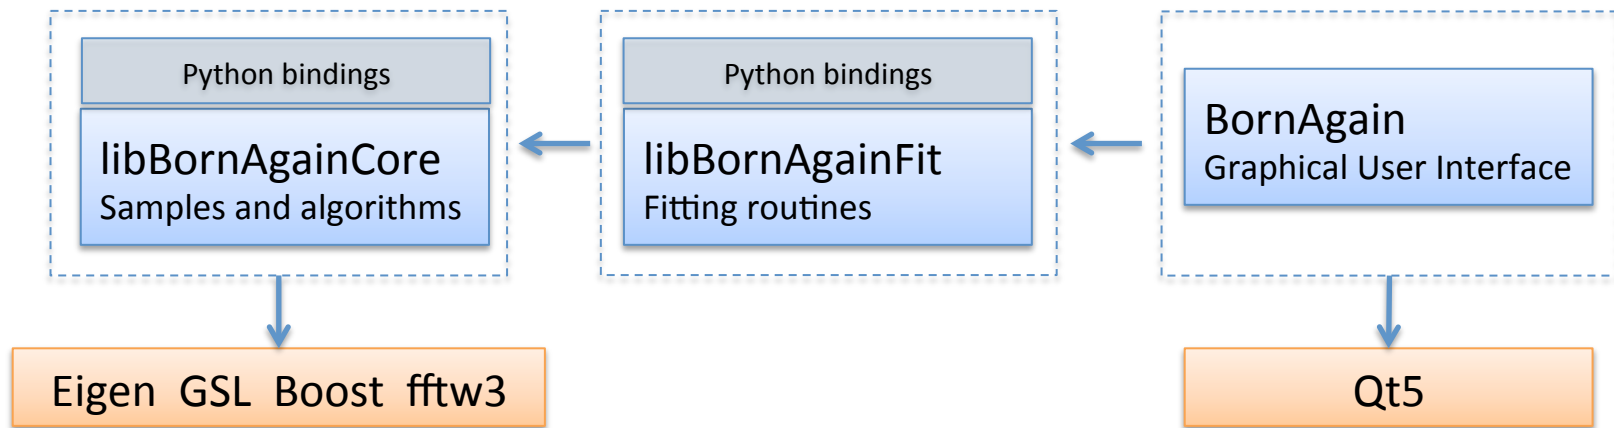 Python bindings
libBornAgainCore
Samples and algorithms
Python bindings
libBornAgainFit
Fitting routines
BornAgain
Graphical User Interface
Eigen GSL Boost fftw3
Qt5